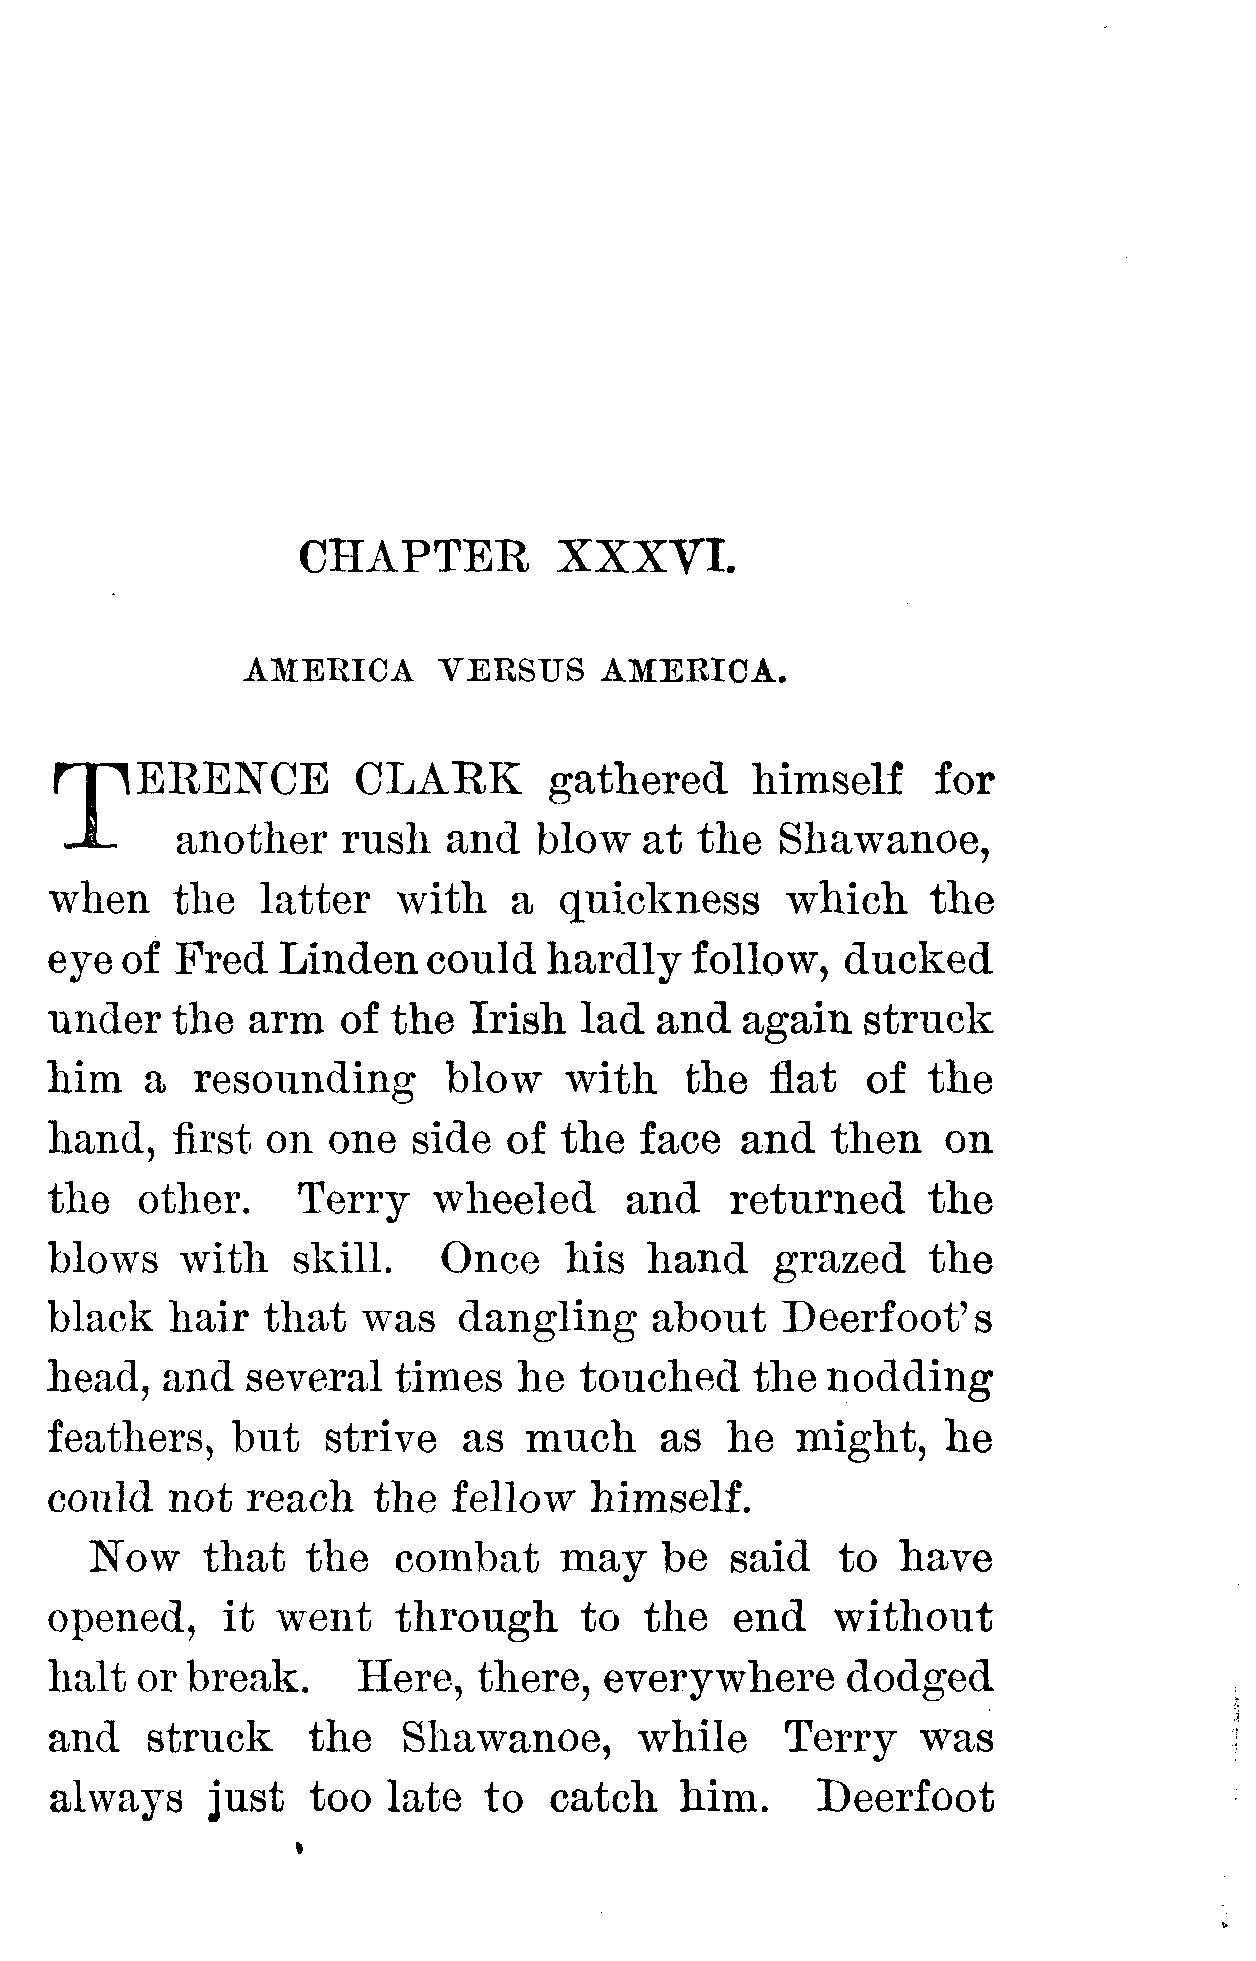 CHAPTER XXXVI.
AMERICA VERSUS AMERICA.
TERENCE CLARK gathered himself for
another rush and blow at the Shawanoe,
when the latter with a quickness which the
eye of Fred Linden could hardly follow, ducked
under the arm of the Irish lad and again struck
him a resounding blow with the flat of the
hand, first on one side of the face and then on
the other. Terry wheeled and returned the
blows with skill. Once his hand grazed the
black hair that was dangling about Deerfoot's
head, and several times he touched the nodding
feathers, but strive as much as he might, he
could not reach the fellow himself.
Now that the combat may be said to have
opened, it went through to the end without
halt or break. Here, there, everywhere dodged
and struck the Shawanoe, while Terry was
always just too late to catch him. Deerfoot